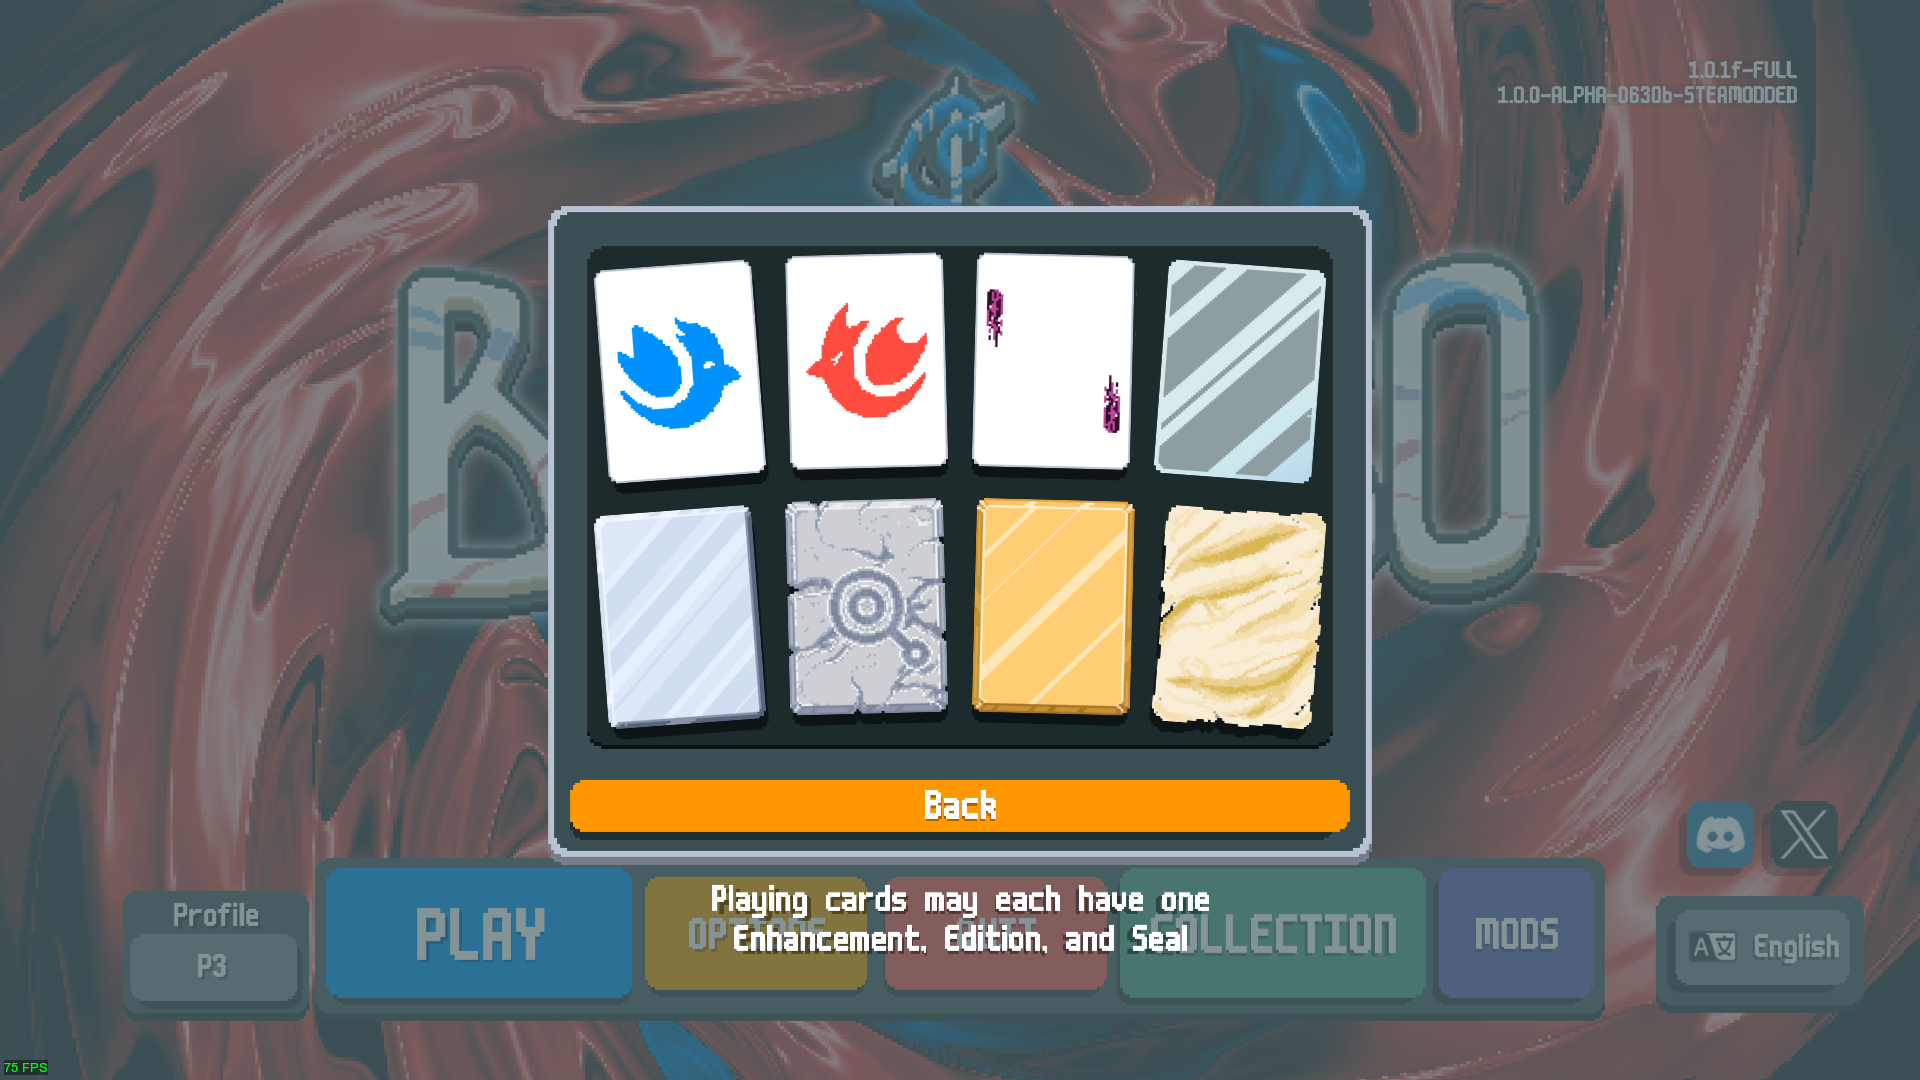 1.0.1f-FULL
1.0.0-ALPHA-0630b-STEAMODDED
Back
Playing cards may each have one
Enhancement, Edition, and Seal
Profile
P3
PLAY
COLLECTION
MODS
English
75 FPS